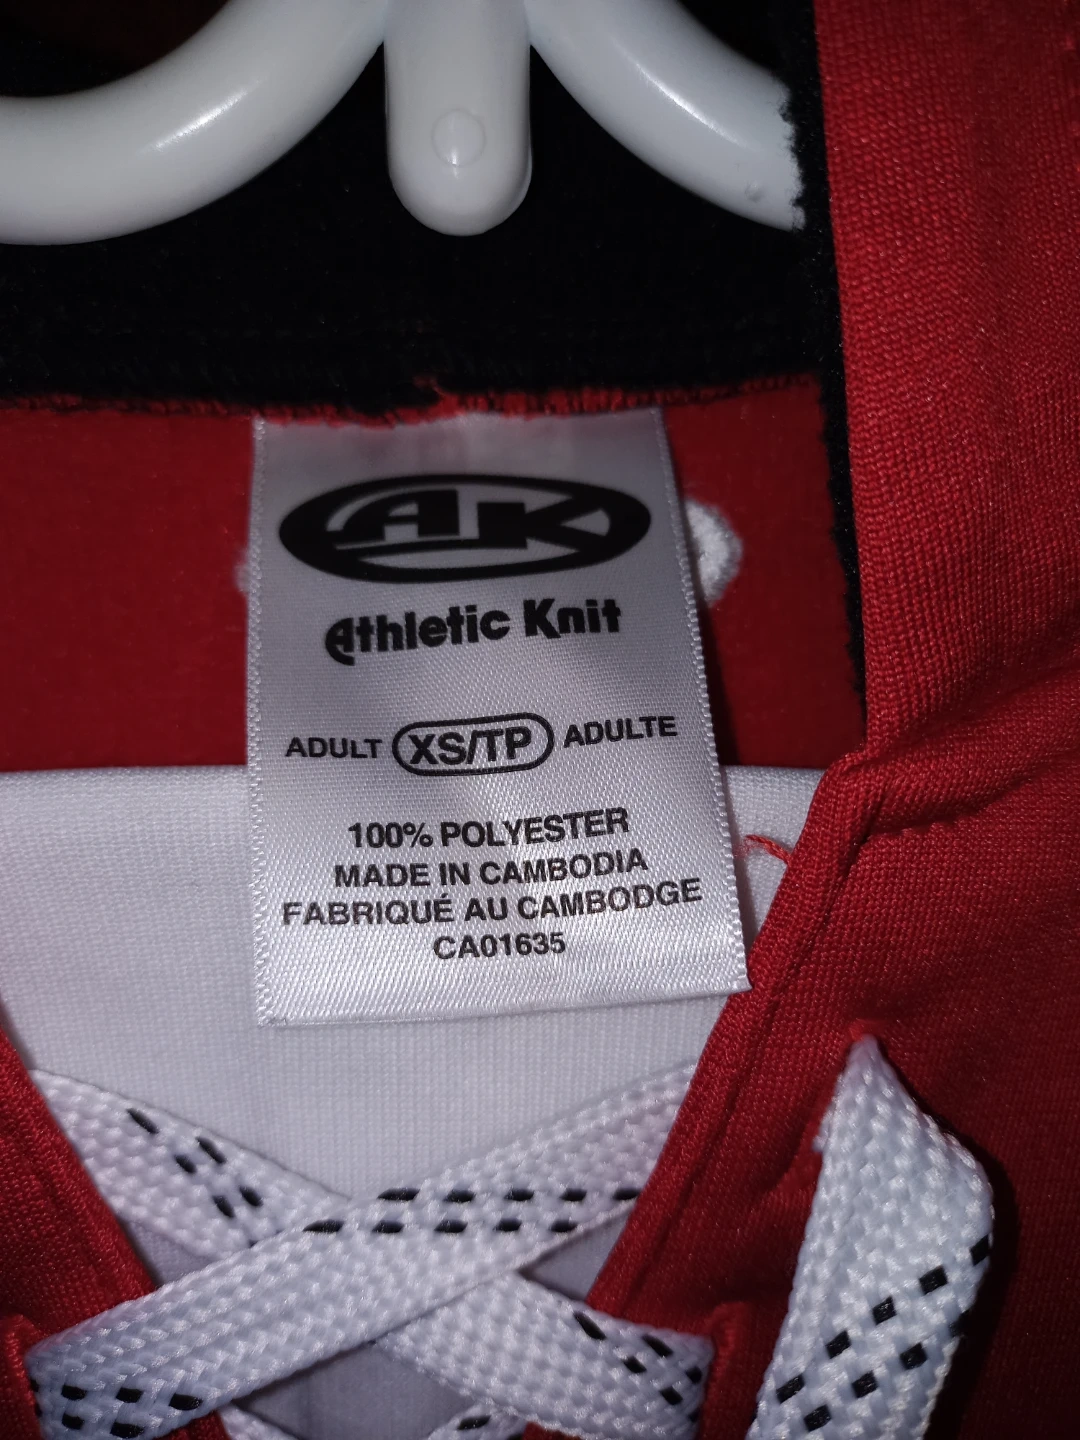 AK
Athletic Knit
ADULT XS/TP ADULTE
100% POLYESTER
MADE IN CAMBODIA
FABRIQUÉ AU CAMBODGE
CA01635